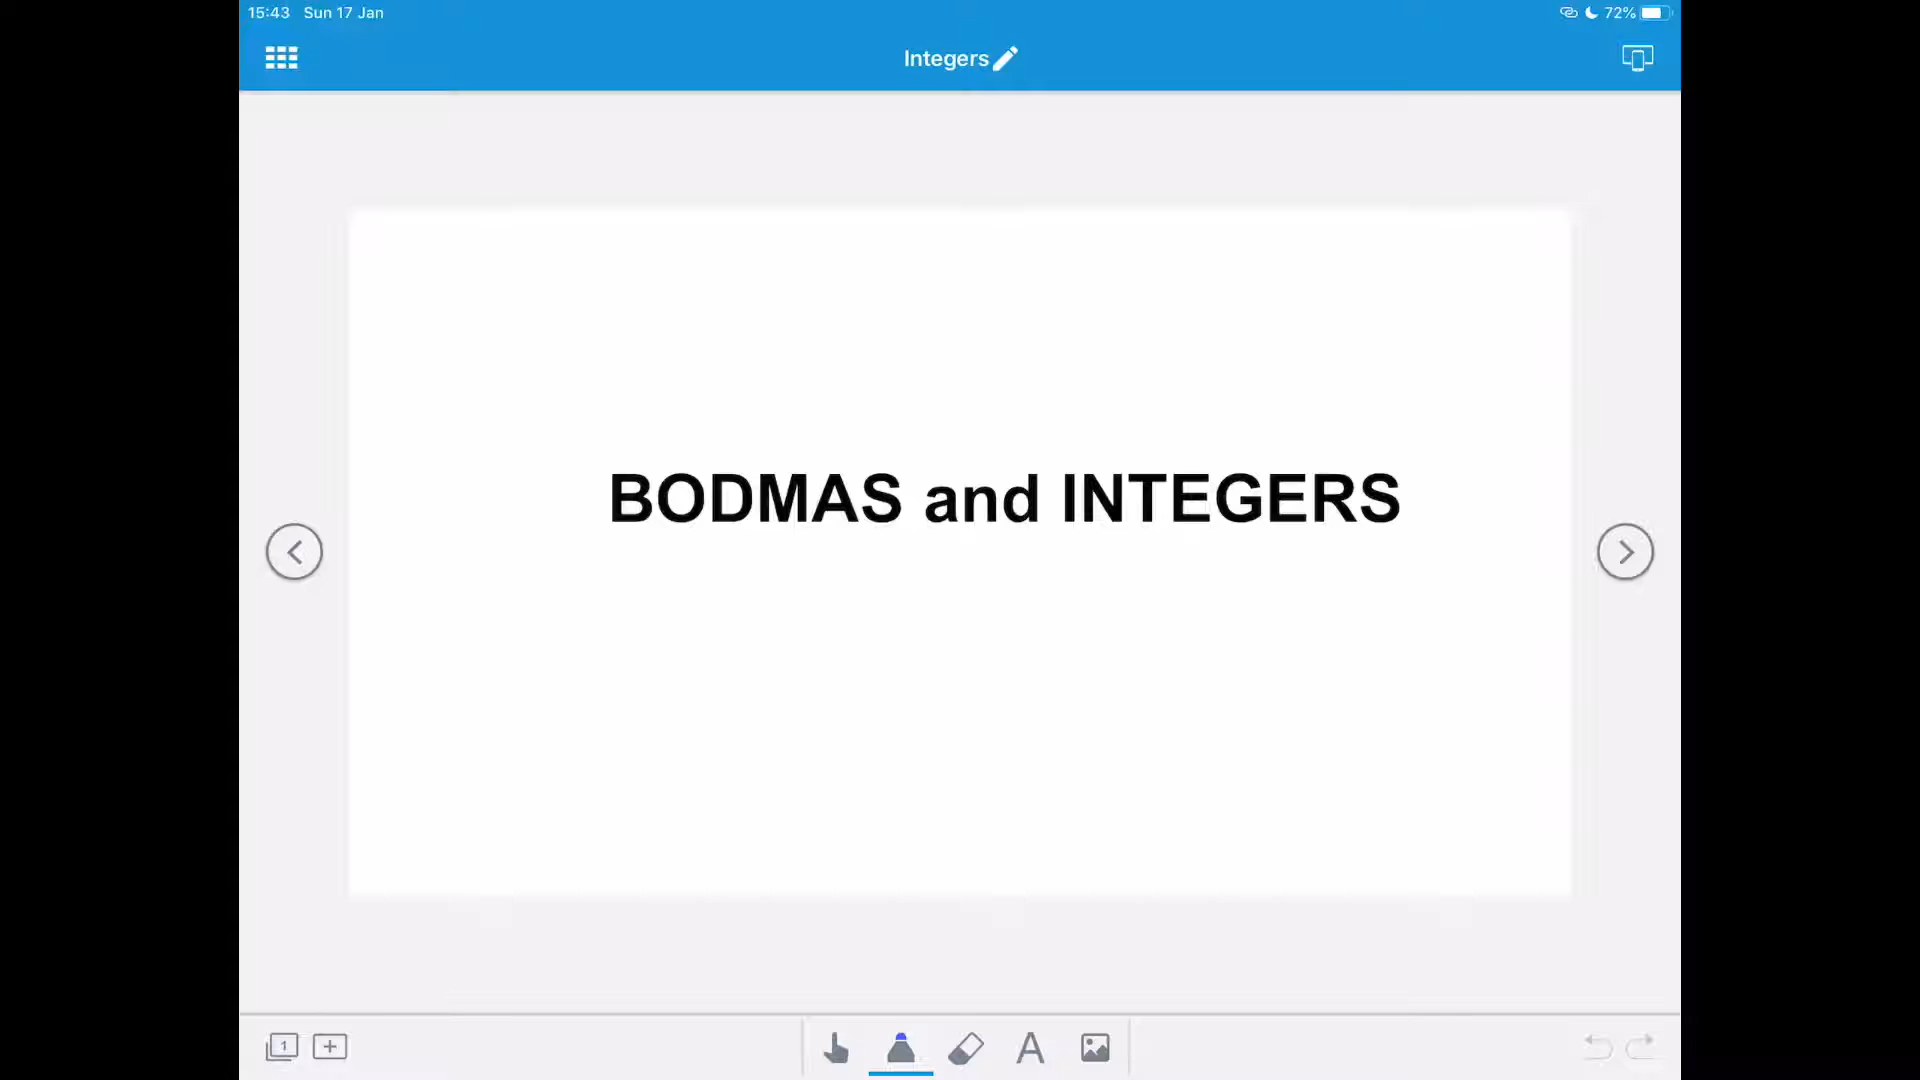 15:43 Sun 17 Jan
72%
Integers
BODMAS and INTEGERS
1
A